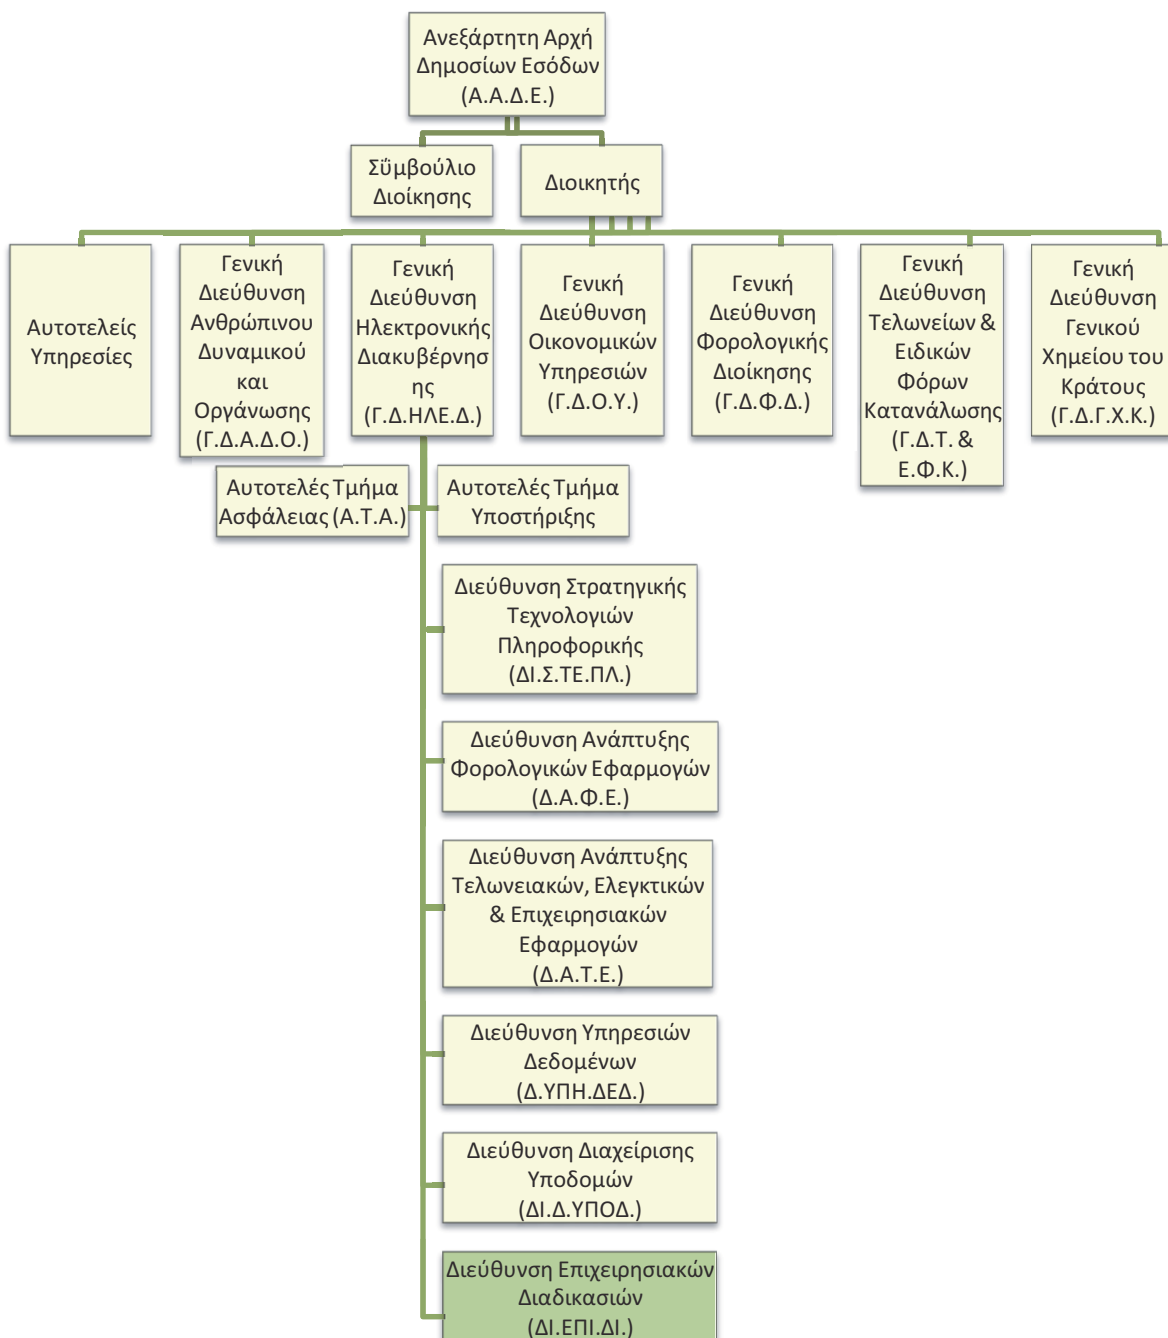 Ανεξάρτητη Αρχή
Δημοσίων Εσόδων
(Α.Α.Δ.Ε.)
Σΰμβούλιο
Διοίκησης
Διοικητής
Αυτοτελείς
Υπηρεσίες
Γενική
Διεύθυνση
Ανθρώπινου
Δυναμικού
και
Οργάνωσης
(Γ.Δ.Α.Δ.Ο.)
Γενική
Διεύθυνση
Ηλεκτρονικής
Διακυβέρνησ
ης
(Γ.Δ.ΗΛΕ.Δ.)
Γενική
Διεύθυνση
Οικονομικών
Υπηρεσιών
(Γ.Δ.Ο.Υ.)
Γενική
Διεύθυνση
Φορολογικής
Διοίκησης
(Γ.Δ.Φ.Δ.)
Γενική
Διεύθυνση
Τελωνείων &
Ειδικών
Φόρων
Κατανάλωσης
(Γ.Δ.Τ. &
Ε.Φ.Κ.)
Γενική
Διεύθυνση
Γενικού
Χημείου του
Κράτους
(Γ.Δ.Γ.Χ.Κ.)
Αυτοτελές Τμήμα
Ασφάλειας (Α.Τ.Α.)
Αυτοτελές Τμήμα
Υποστήριξης
Διεύθυνση Στρατηγικής
Τεχνολογιών
Πληροφορικής
(ΔΙ.Σ.ΤΕ.ΠΛ.)
Διεύθυνση Ανάπτυξης
Φορολογικών Εφαρμογών
(Δ.Α.Φ.Ε.)
Διεύθυνση Ανάπτυξης
Τελωνειακών, Ελεγκτικών
& Επιχειρησιακών
Εφαρμογών
(Δ.Α.Τ.Ε.)
Διεύθυνση Υπηρεσιών
Δεδομένων
(Δ.ΥΠΗ.ΔΕΔ.)
Διεύθυνση Διαχείρισης
Υποδομών
(ΔΙ.Δ.ΥΠΟΔ.)
Διεύθυνση Επιχειρησιακών
Διαδικασιών
(ΔΙ.ΕΠΙ.ΔΙ.)